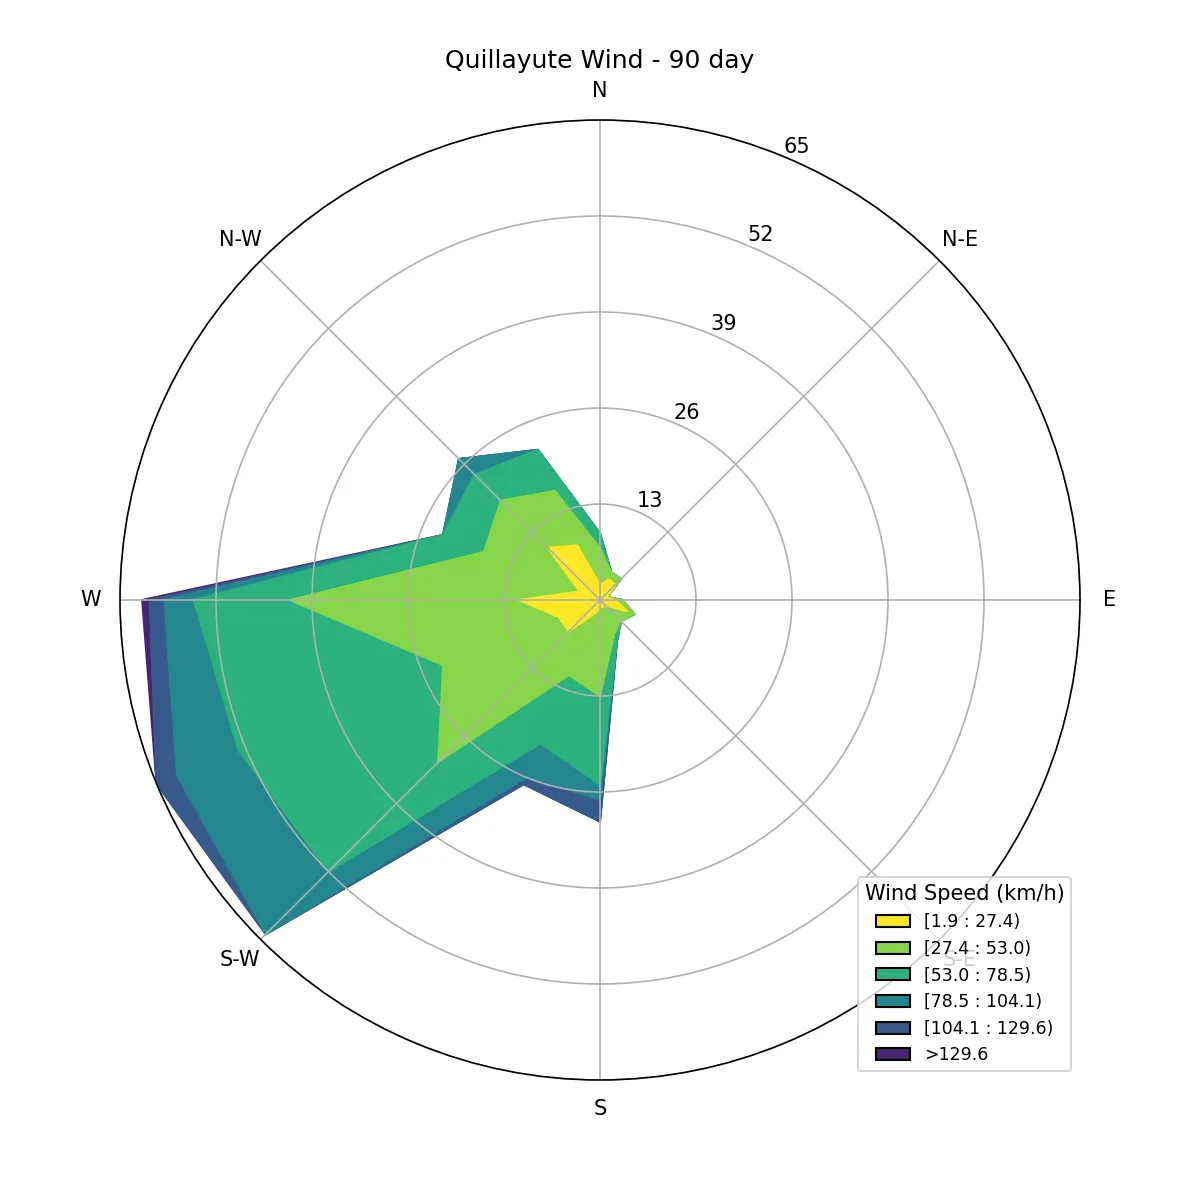 Quillayute Wind - 90 day
N
65
N-W
N-E
52
39
26
13
W
E
S-W
S-E
Wind Speed (km/h)
[1.9 : 27.4)
[27.4 : 53.0)
[53.0 : 78.5)
[78.5 : 104.1)
[104.1 : 129.6)
>129.6
S